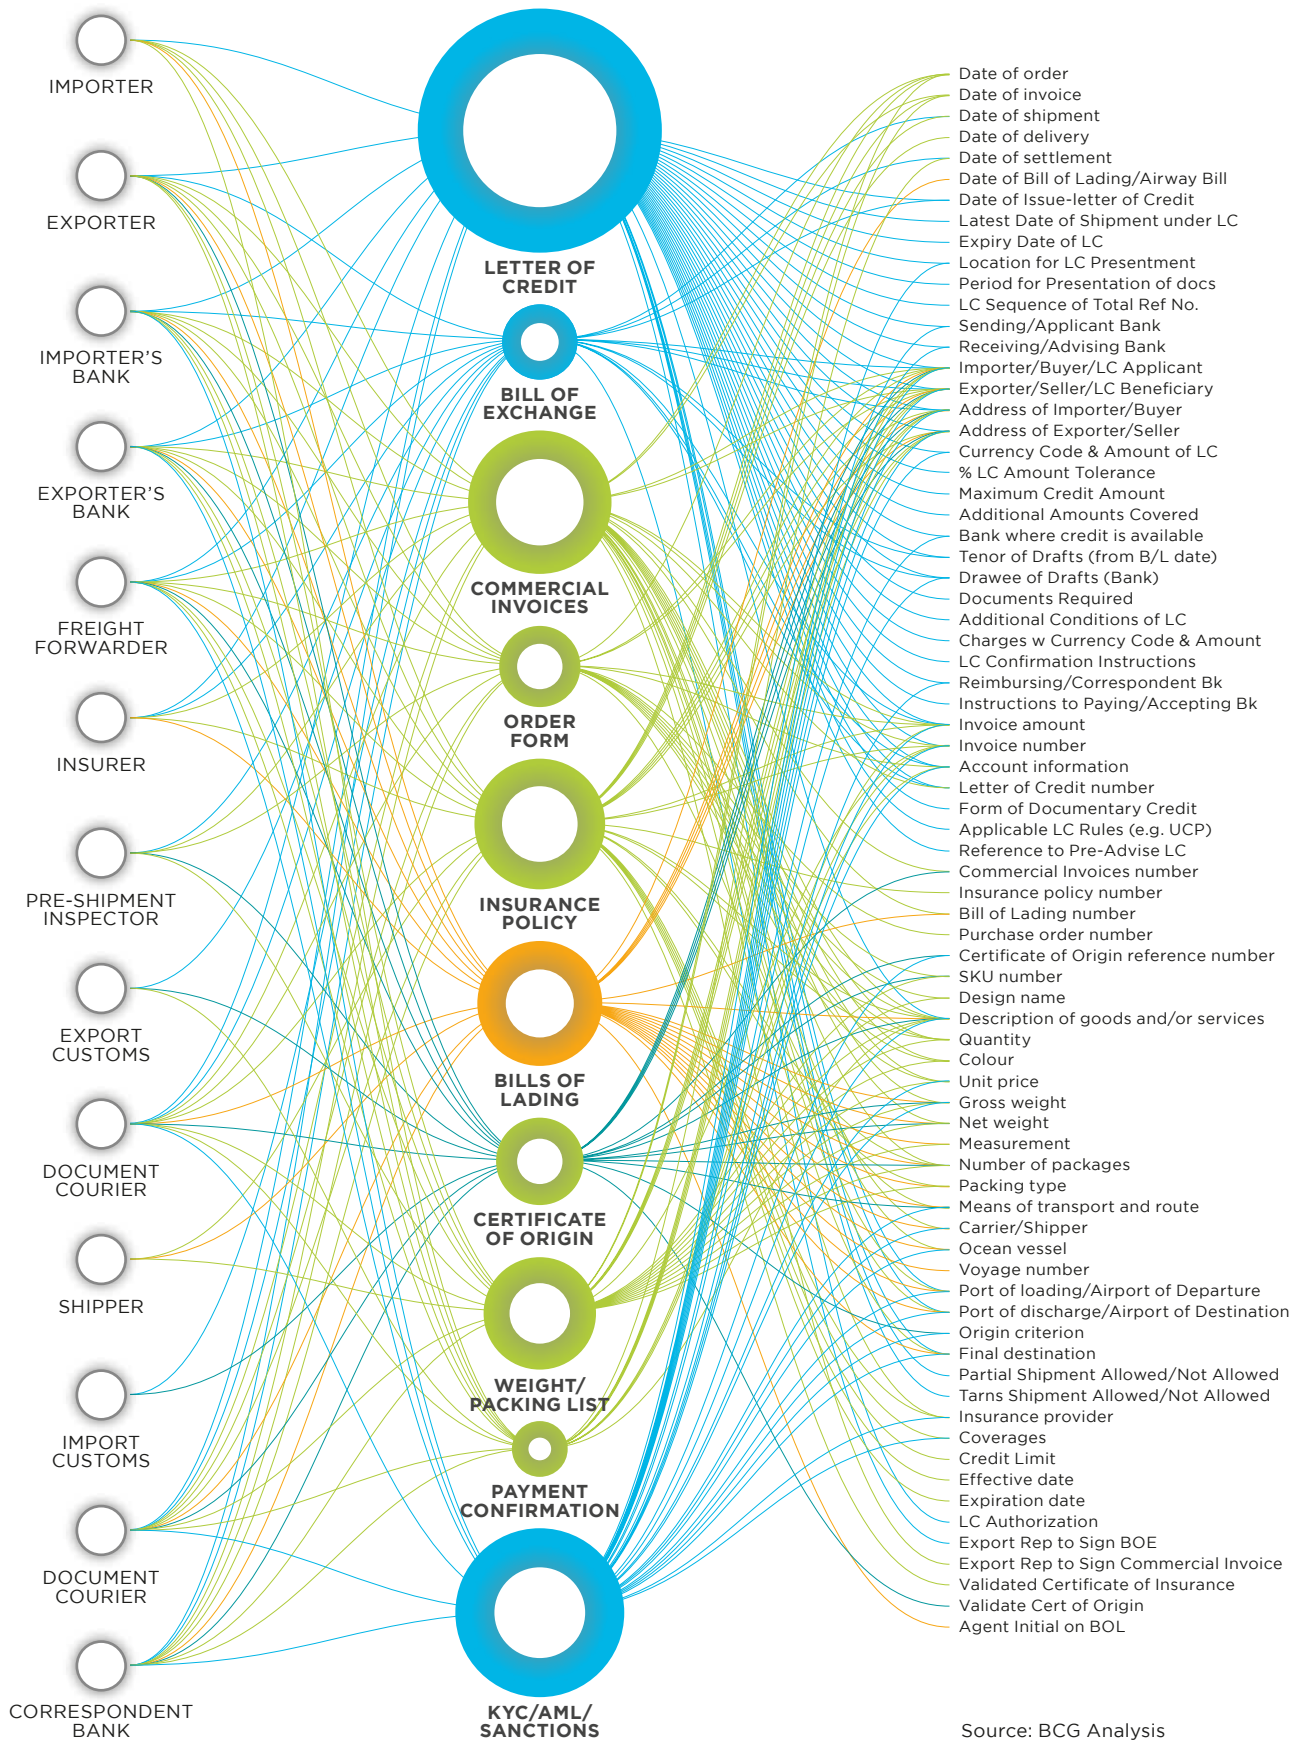 IMPORTER
EXPORTER
IMPORTER'S
BANK
EXPORTER'S
BANK
FREIGHT
FORWARDER
INSURER
PRE-SHIPMENT
INSPECTOR
EXPORT
CUSTOMS
DOCUMENT
COURIER
SHIPPER
IMPORT
CUSTOMS
DOCUMENT
COURIER
CORRESPONDENT
BANK
LETTER OF
CREDIT
BILL OF
EXCHANGE
COMMERCIAL
INVOICES
ORDER
FORM
INSURANCE
POLICY
BILLS OF
LADING
CERTIFICATE
OF ORIGIN
WEIGHT/
PACKING LIST
PAYMENT
CONFIRMATION
KYC/AML/
SANCTIONS
Date of order
Date of invoice
Date of shipment
Date of delivery
Date of settlement
Date of Bill of Lading/Airway Bill
Date of Issue-letter of Credit
Latest Date of Shipment under LC
Expiry Date of LC
Location for LC Presentment
Period for Presentation of docs
LC Sequence of Total Ref No.
Sending/Applicant Bank
Receiving/Advising Bank
Importer/Buyer/LC Applicant
Exporter/Seller/LC Beneficiary
Address of Importer/Buyer
Address of Exporter/Seller
Currency Code & Amount of LC
% LC Amount Tolerance
Maximum Credit Amount
Additional Amounts Covered
Bank where credit is available
Tenor of Drafts (from B/L date)
Drawee of Drafts (Bank)
Documents Required
Additional Conditions of LC
Charges w Currency Code & Amount
LC Confirmation Instructions
Reimbursing/Correspondent Bk
Instructions to Paying/Accepting Bk
Invoice amount
Invoice number
Account information
Letter of Credit number
Form of Documentary Credit
Applicable LC Rules (e.g. UCP)
Reference to Pre-Advise LC
Commercial Invoices number
Insurance policy number
Bill of Lading number
Purchase order number
Certificate of Origin reference number
SKU number
Design name
Description of goods and/or services
Quantity
Colour
Unit price
Gross weight
Net weight
Measurement
Number of packages
Packing type
Means of transport and route
Carrier/Shipper
Ocean vessel
Voyage number
Port of loading/Airport of Departure
Port of discharge/Airport of Destination
Origin criterion
Final destination
Partial Shipment Allowed/Not Allowed
Tarns Shipment Allowed/Not Allowed
Insurance provider
Coverages
Credit Limit
Effective date
Expiration date
LC Authorization
Export Rep to Sign BOE
Export Rep to Sign Commercial Invoice
Validated Certificate of Insurance
Validate Cert of Origin
Agent Initial on BOL
Source: BCG Analysis